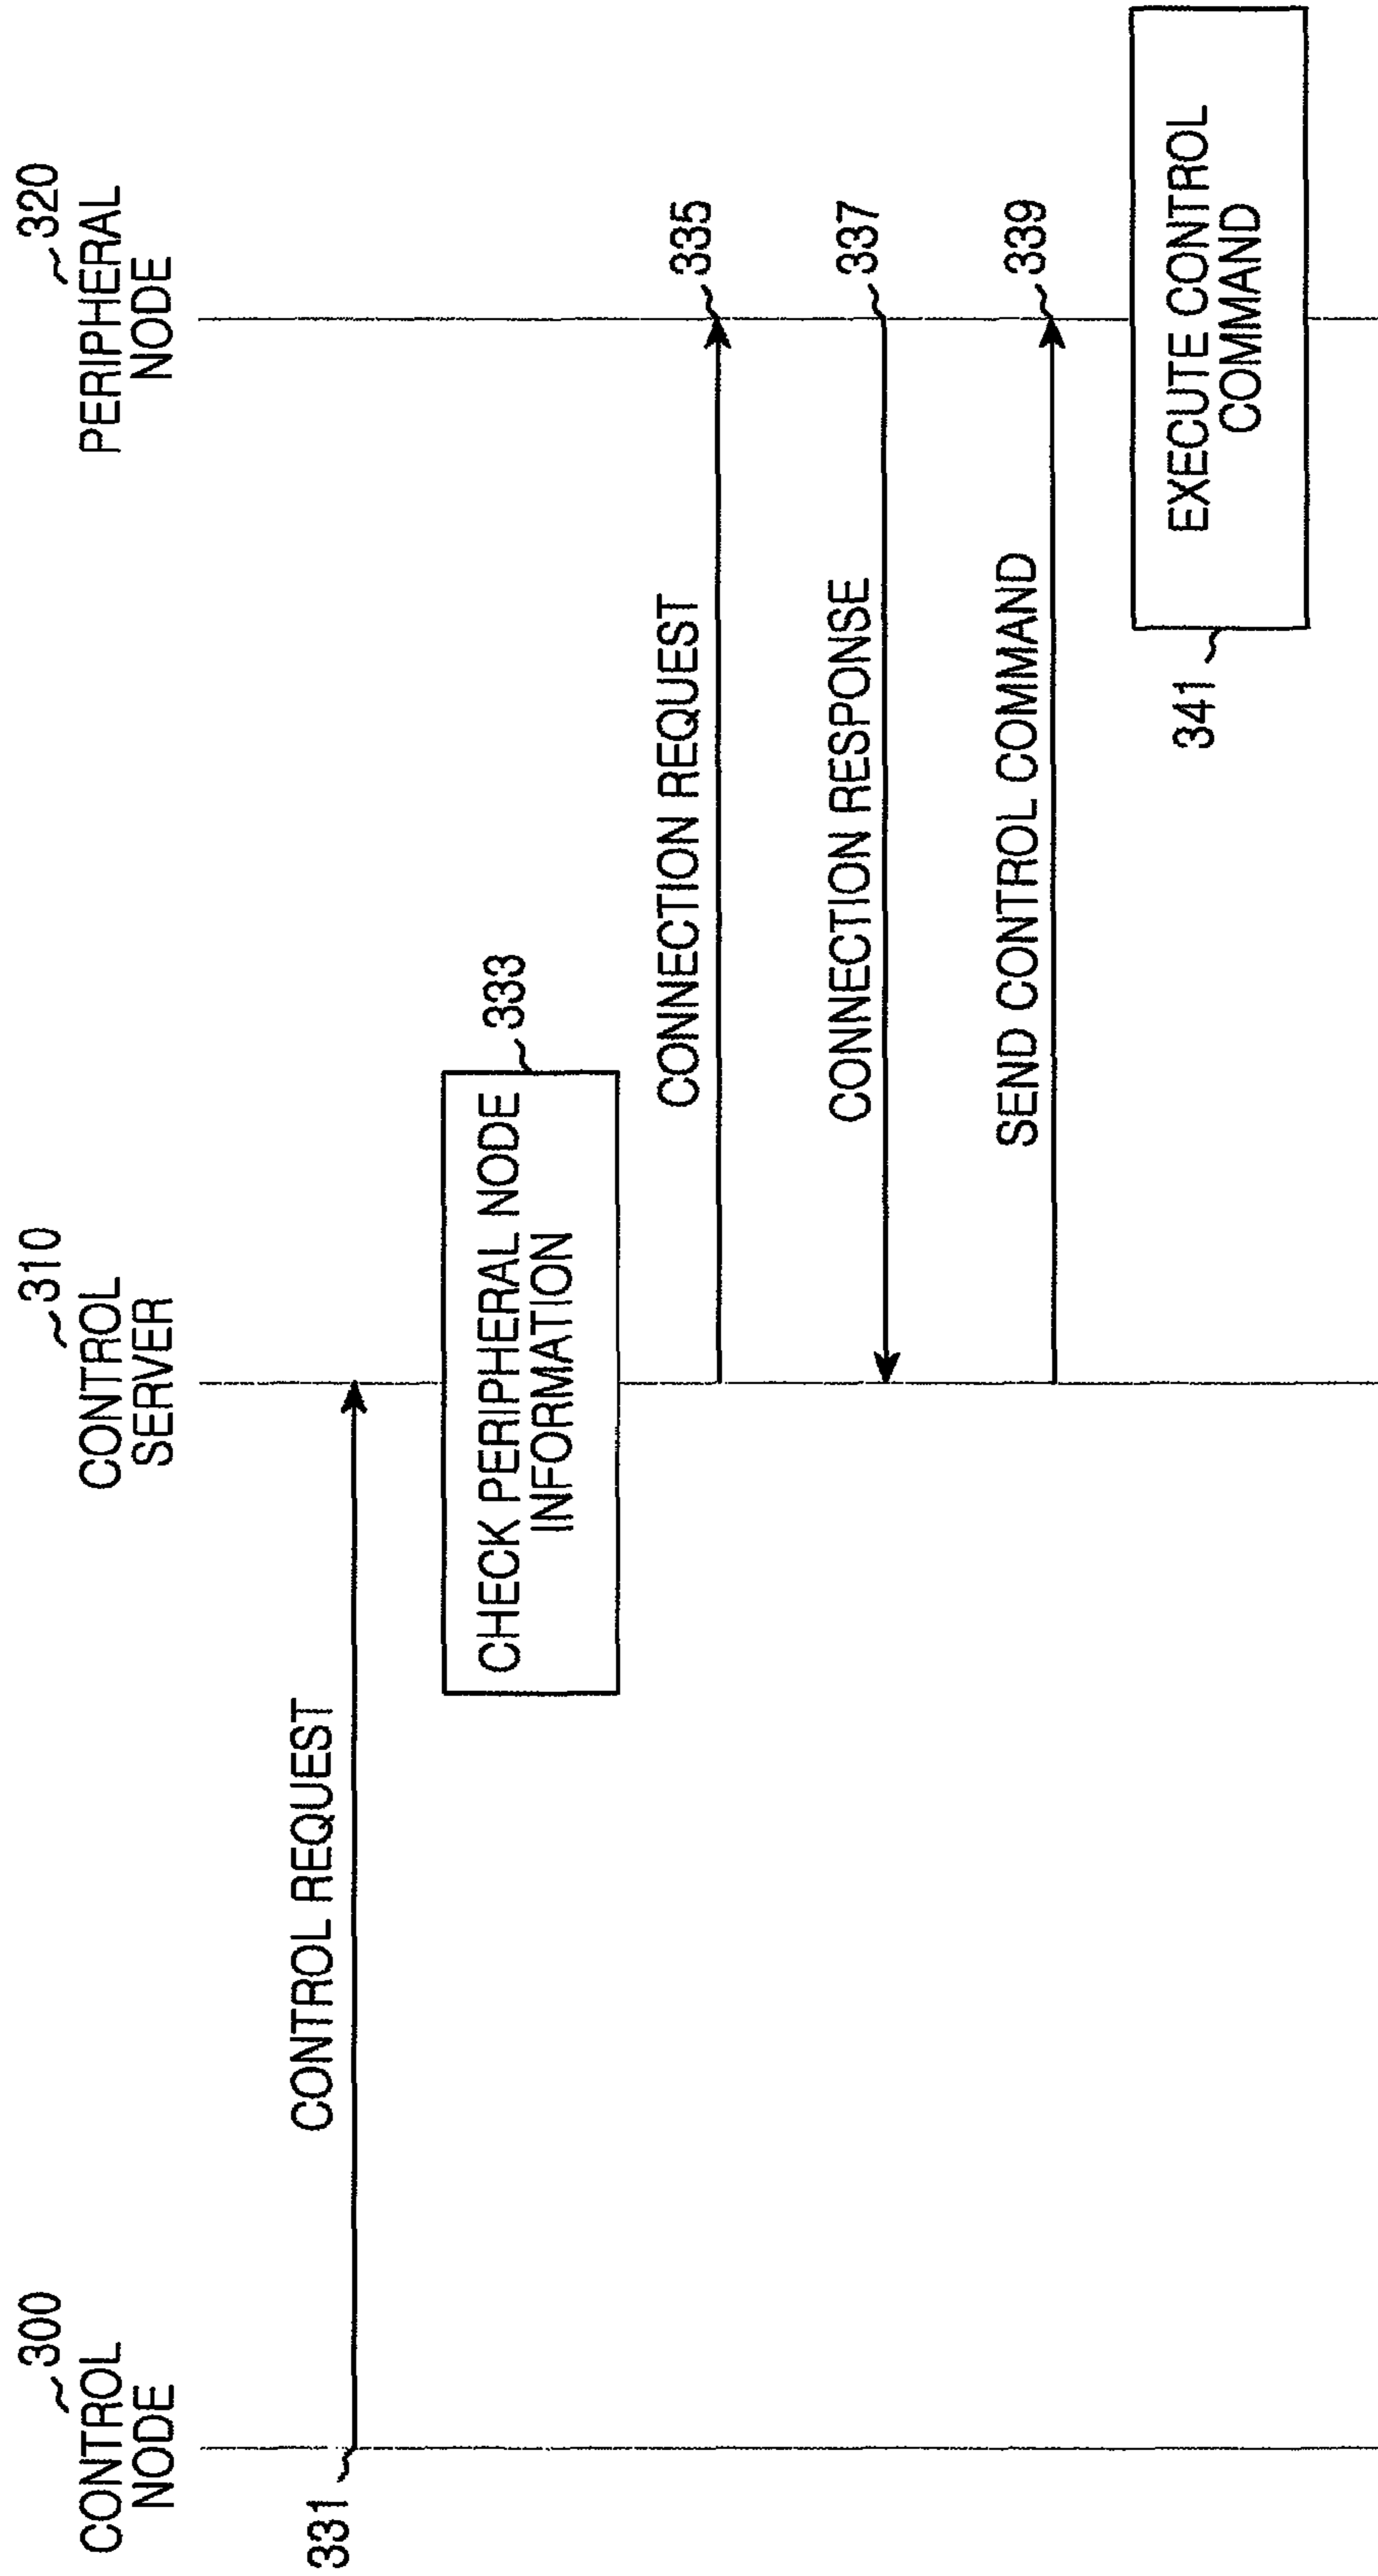 300
CONTROL
NODE
310
CONTROL
SERVER
320
PERIPHERAL
NODE
331
CONTROL REQUEST
CHECK PERIPHERAL NODE
INFORMATION
333
CONNECTION REQUEST
335
CONNECTION RESPONSE
337
SEND CONTROL COMMAND
339
341
EXECUTE CONTROL
COMMAND